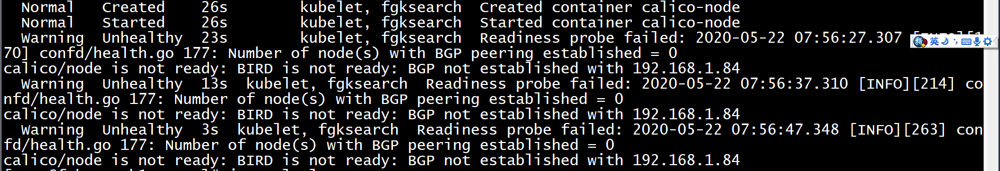 Normal   Created    26s        kubelet, fgksearch  Created container calico-node
Normal   Started    26s        kubelet, fgksearch  Started container calico-node
Warning  Unhealthy  23s        kubelet, fgksearch  Readiness probe failed: 2020-05-22 07:56:27.307
英
70] confd/health.go 177: Number of node(s) with BGP peering established = 0
calico/node is not ready: BIRD is not ready: BGP not established with 192.168.1.84
Warning  Unhealthy  13s  kubelet, fgksearch  Readiness probe failed: 2020-05-22 07:56:37.310 [INFO][214] co
nfd/health.go 177: Number of node(s) with BGP peering established = 0
calico/node is not ready: BIRD is not ready: BGP not established with 192.168.1.84
Warning  Unhealthy  3s  kubelet, fgksearch  Readiness probe failed: 2020-05-22 07:56:47.348 [INFO][263] con
fd/health.go 177: Number of node(s) with BGP peering established = 0
calico/node is not ready: BIRD is not ready: BGP not established with 192.168.1.84